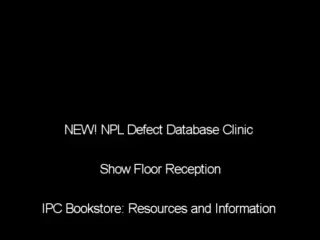 NEW! NPL Defect Database Clinic
Show Floor Reception
IPC Bookstore: Resources and Information